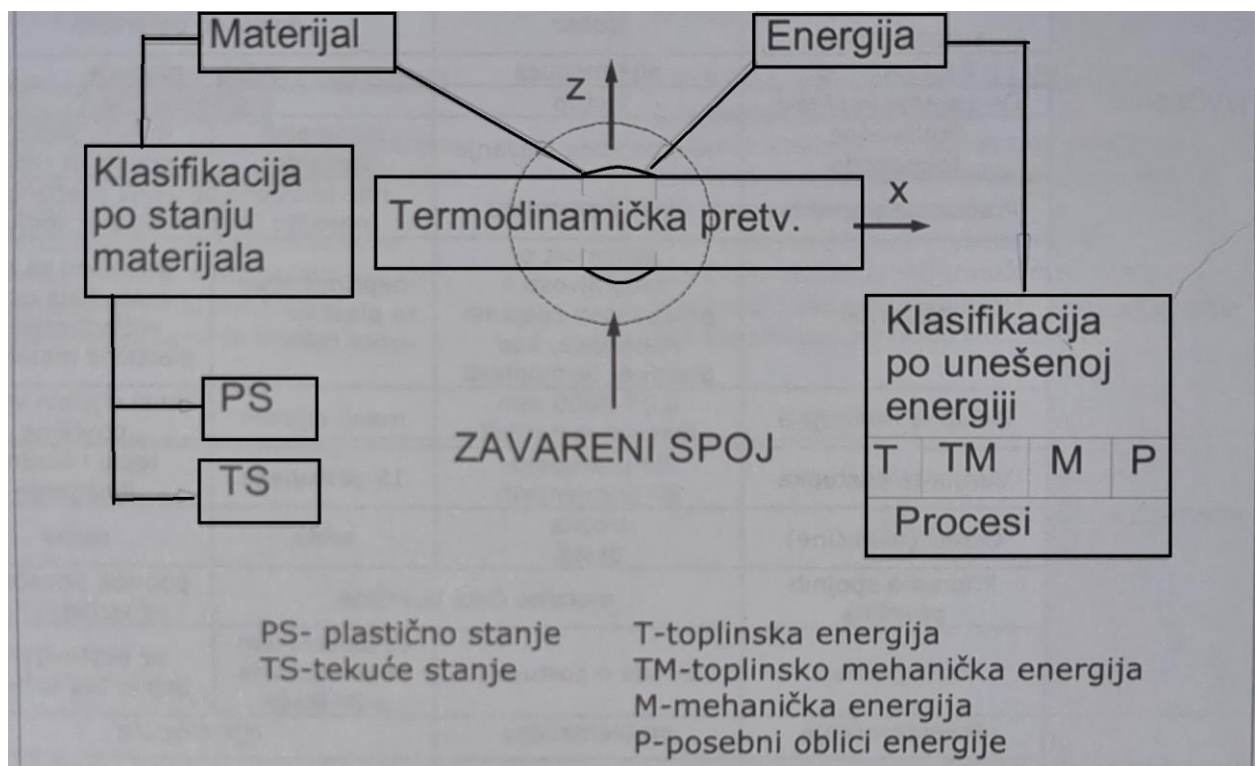 Materijal
Energija
z
Klasifikacija
po stanju
materijala
Termodinamička pretv.
x
PS
TS
ZAVARENI SPOJ
Klasifikacija
po unešenoj
energiji
T TM M P
Procesi
PS- plastično stanje
TS-tekuće stanje
T-toplinska energija
TM-toplinsko mehanička energija
M-mehanička energija
P-posebni oblici energije